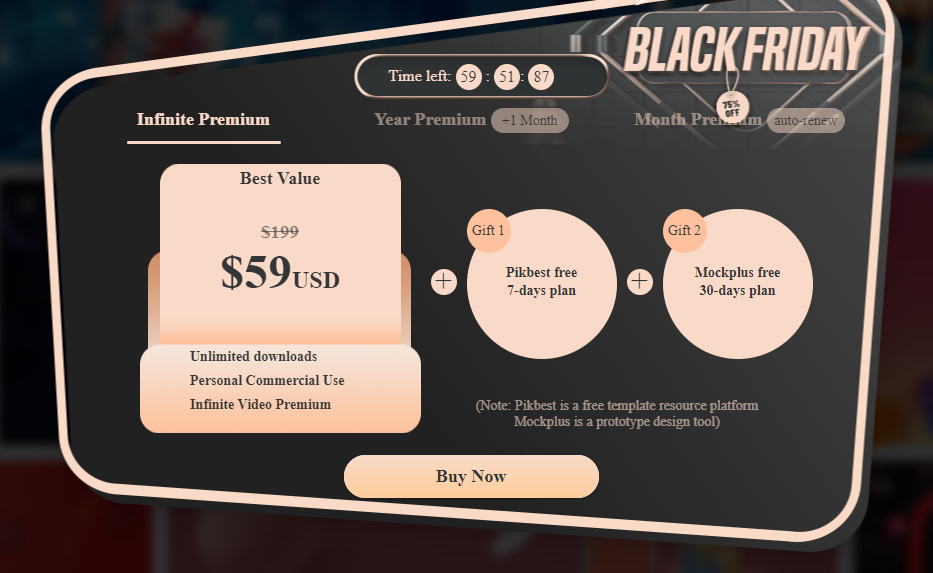 BLACK FRIDAY
75%
OFF
Time left: 59 : 51 : 87
Infinite Premium
Year Premium +1 Month
Month Premium auto-renew
Best Value
$199
$59USD
Unlimited downloads
Personal Commercial Use
Infinite Video Premium
+
Gift 1
Pikbest free
7-days plan
+
Gift 2
Mockplus free
30-days plan
(Note: Pikbest is a free template resource platform
Mockplus is a prototype design tool)
Buy Now